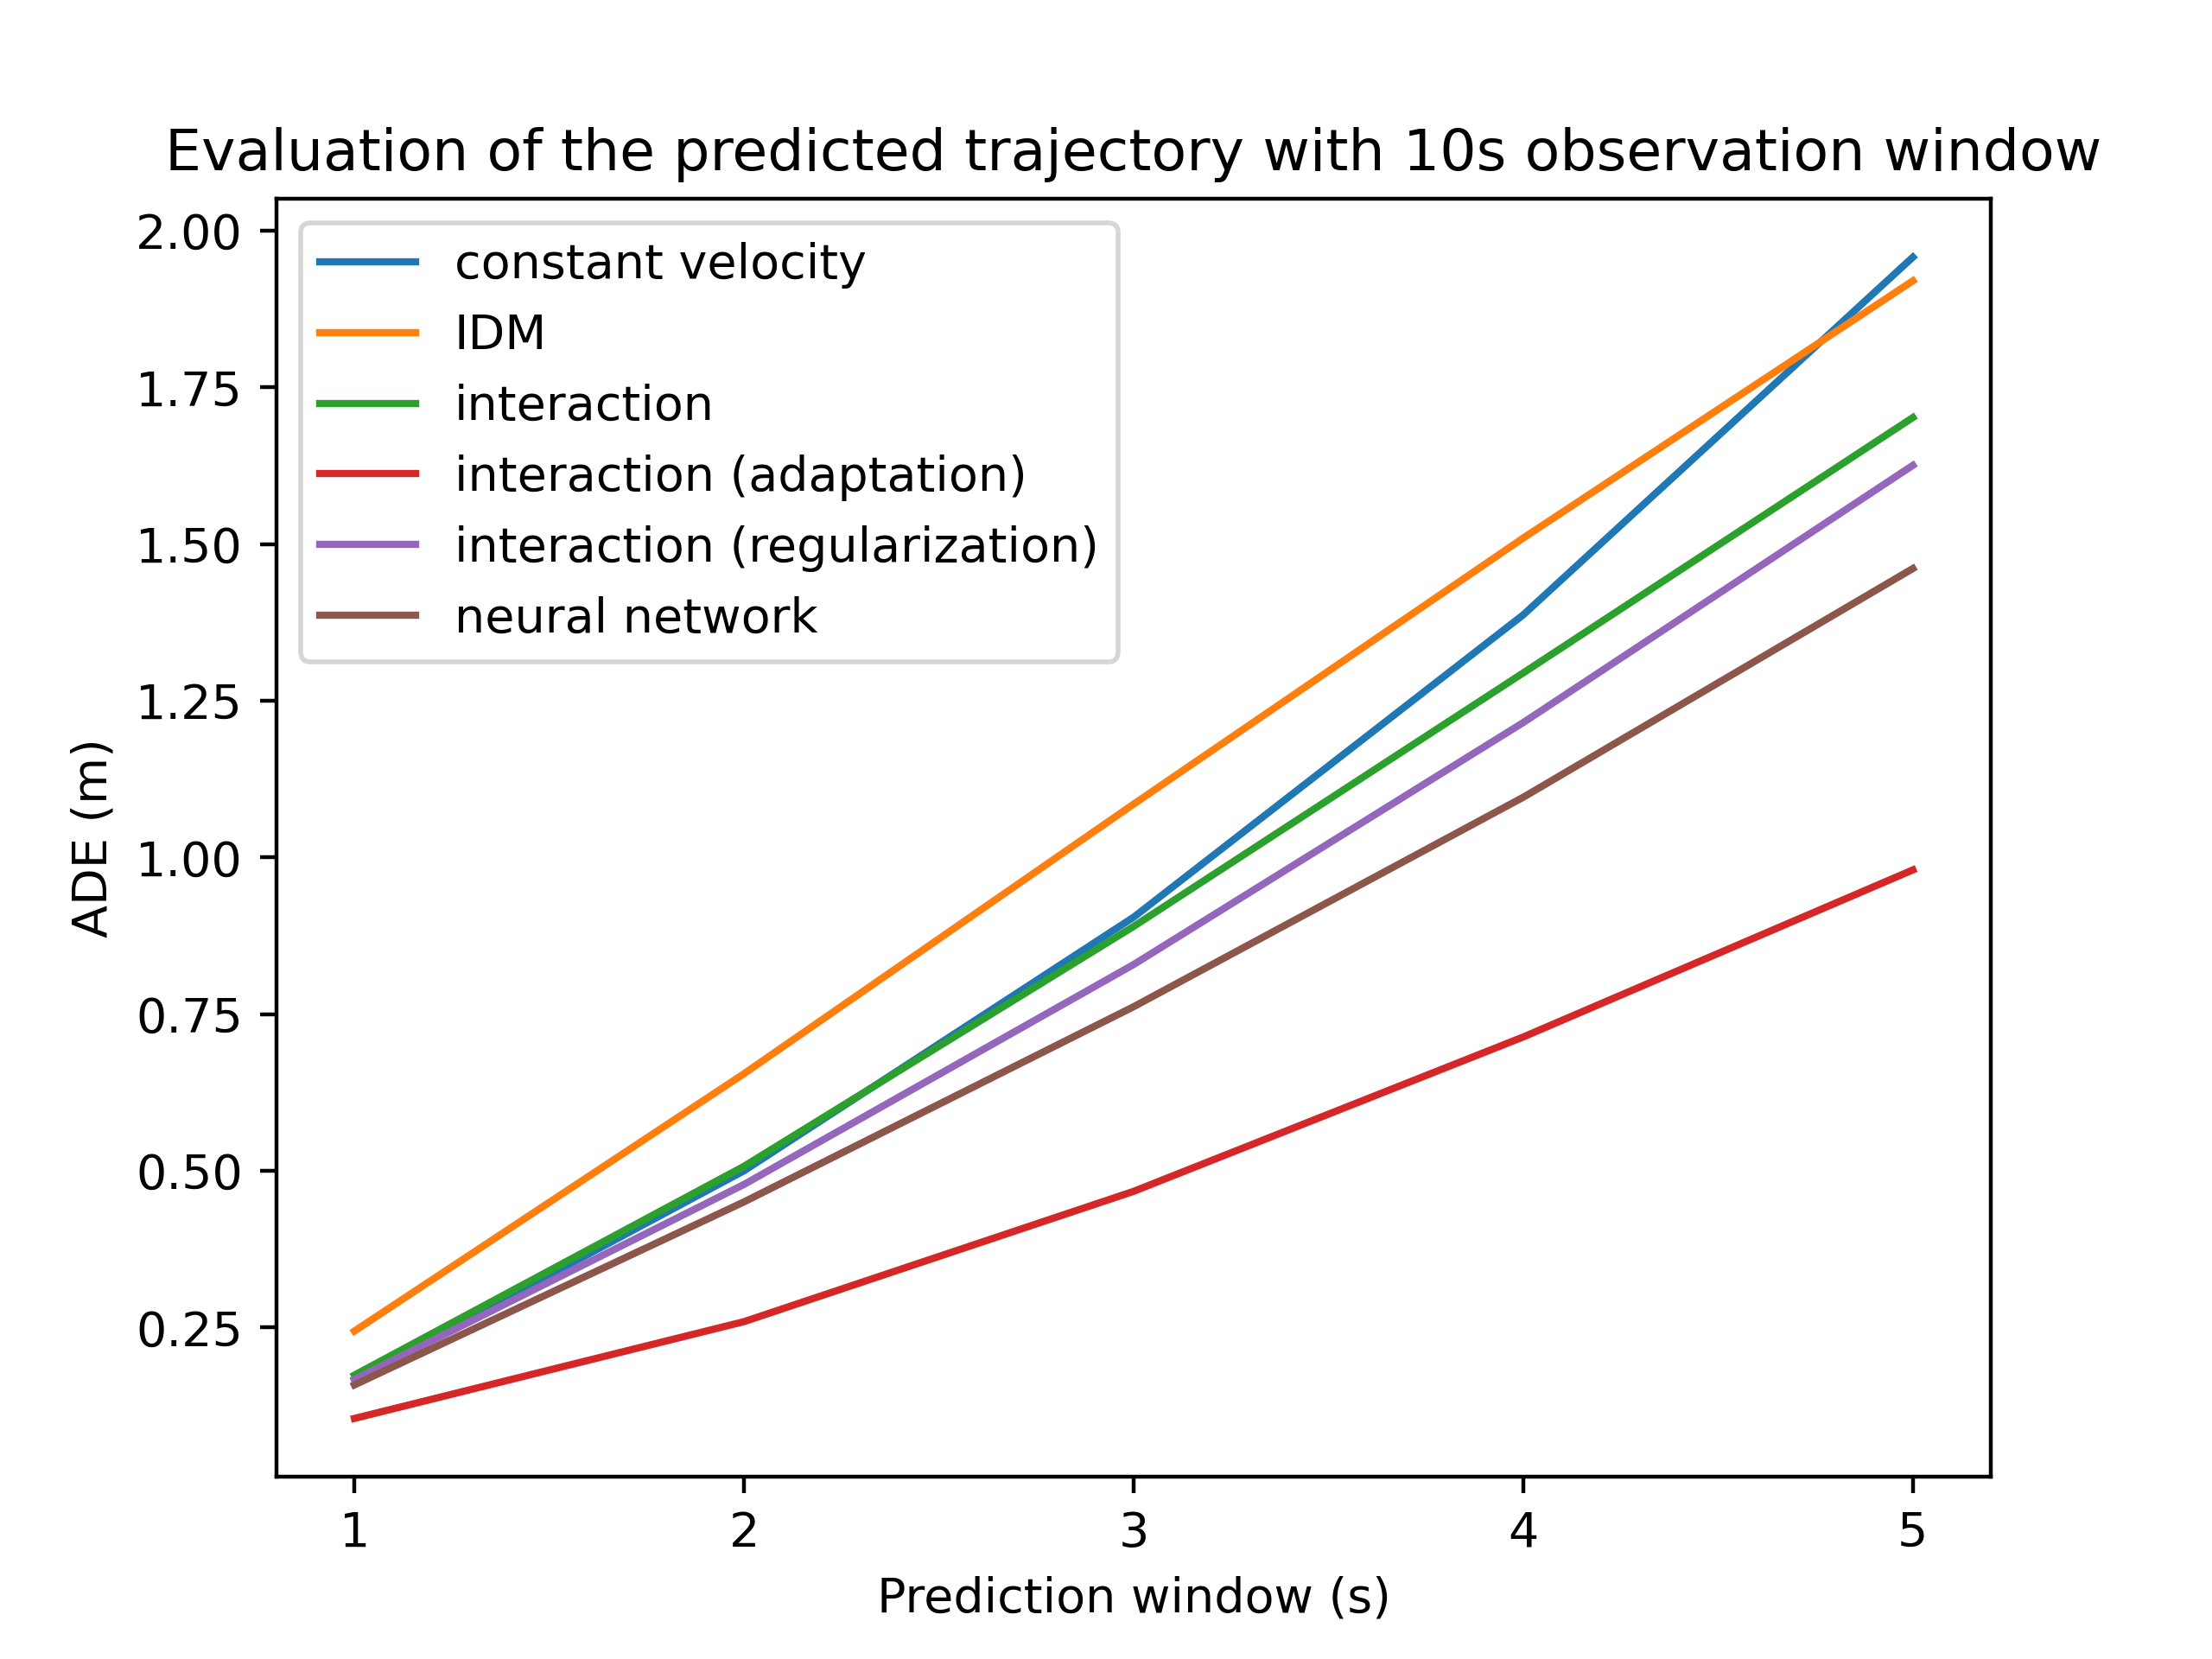 Evaluation of the predicted trajectory with 10s observation window
2.00
1.75
1.50
1.25
1.00
0.75
0.50
0.25
ADE (m)
constant velocity
IDM
interaction
interaction (adaptation)
interaction (regularization)
neural network
1 2 3 4 5
Prediction window (s)